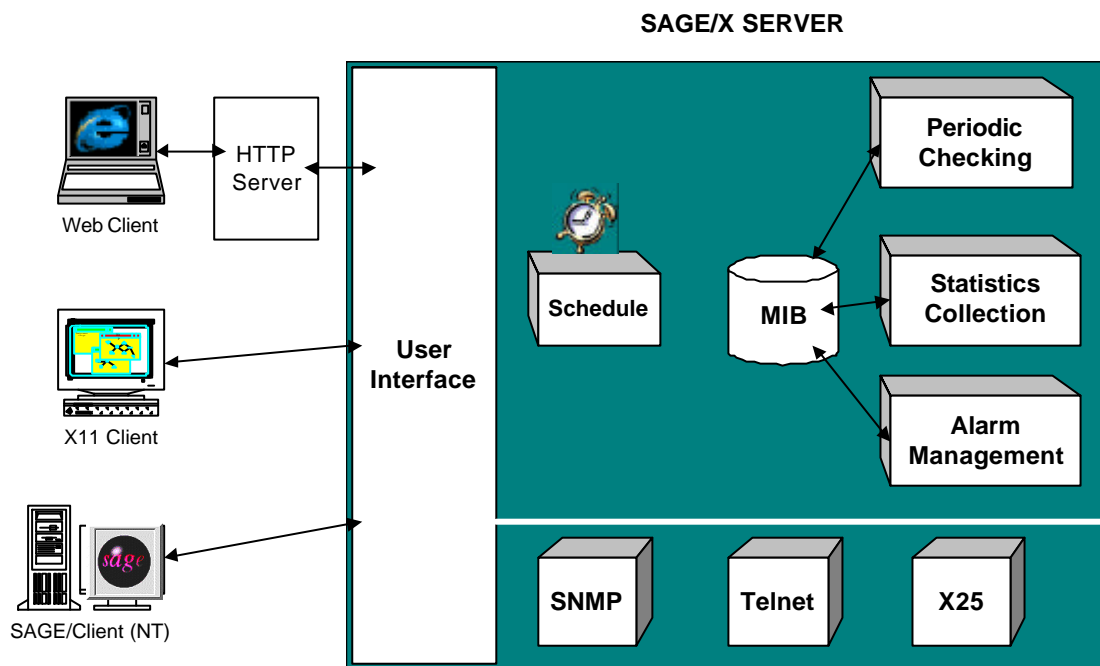 SAGE/X SERVER
Web Client
HTTP
Server
X11 Client
sage
SAGE/Client (NT)
User
Interface
Schedule
MIB
Periodic
Checking
Statistics
Collection
Alarm
Management
SNMP
Telnet
X25